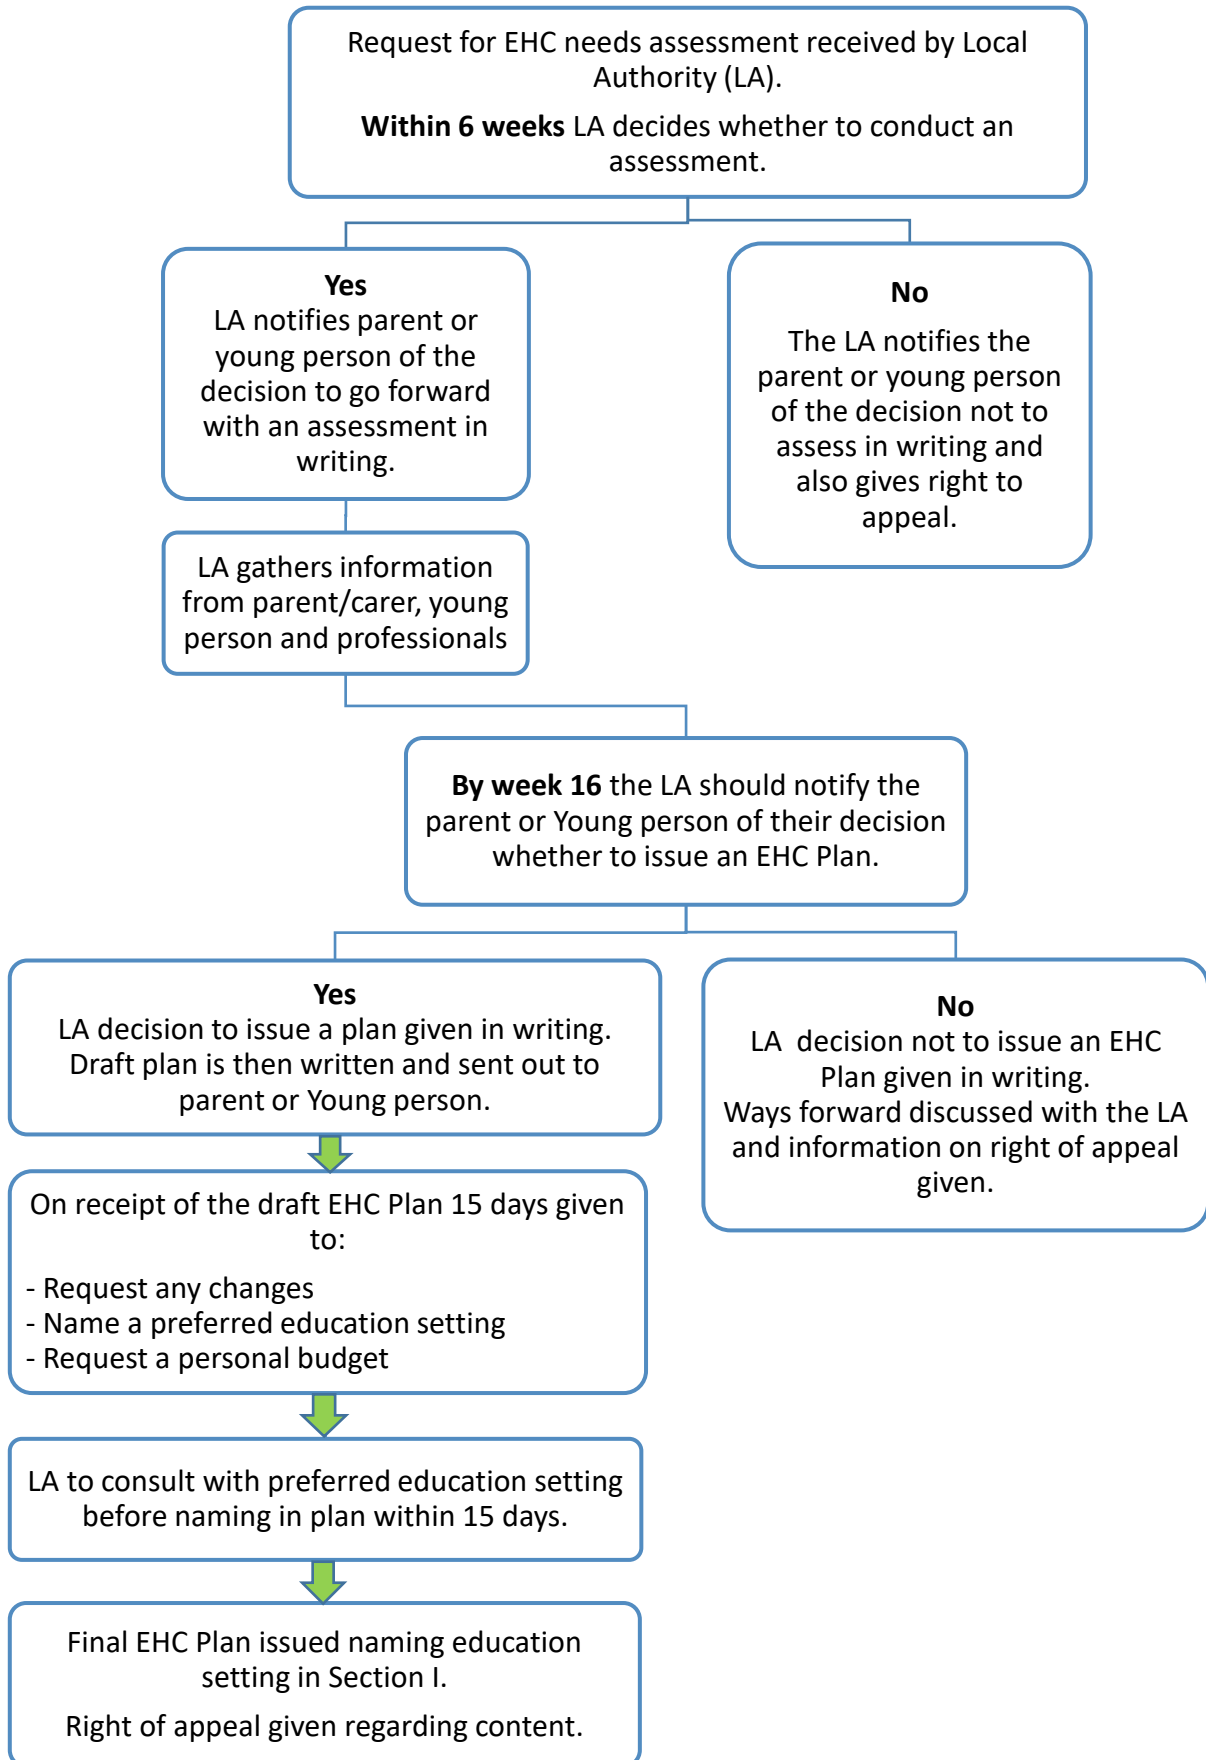 Request for EHC needs assessment received by Local
Authority (LA).
Within 6 weeks LA decides whether to conduct an
assessment.
Yes
LA notifies parent or
young person of the
decision to go forward
with an assessment in
writing.
No
The LA notifies the
parent or young person
of the decision not to
assess in writing and
also gives right to
appeal.
LA gathers information
from parent/carer, young
person and professionals
By week 16 the LA should notify the
parent or Young person of their decision
whether to issue an EHC Plan.
Yes
LA decision to issue a plan given in writing.
Draft plan is then written and sent out to
parent or Young person.
No
LA  decision not to issue an EHC
Plan given in writing.
Ways forward discussed with the LA
and information on right of appeal
given.
On receipt of the draft EHC Plan 15 days given
to:
- Request any changes
- Name a preferred education setting
- Request a personal budget
LA to consult with preferred education setting
before naming in plan within 15 days.
Final EHC Plan issued naming education
setting in Section I.
Right of appeal given regarding content.